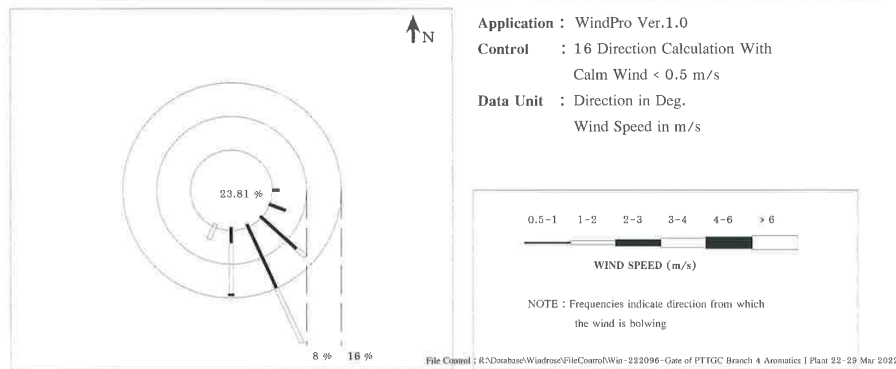 N
23.81 %
8 % 16 %
Application : WindPro Ver.1.0
Control : 16 Direction Calculation With
Calm Wind < 0.5 m/s
Data Unit : Direction in Deg.
Wind Speed in m/s
0.5-1 1-2 2-3 3-4 4-6 > 6
WIND SPEED (m/s)
NOTE : Frequencies indicate direction from which
the wind is bolwing
File Control : R:\Database\Windrose\FileControl\Win-222096-Gate of PTTGC Branch 4 Aromatics I Plant 22-29 Mar 2022